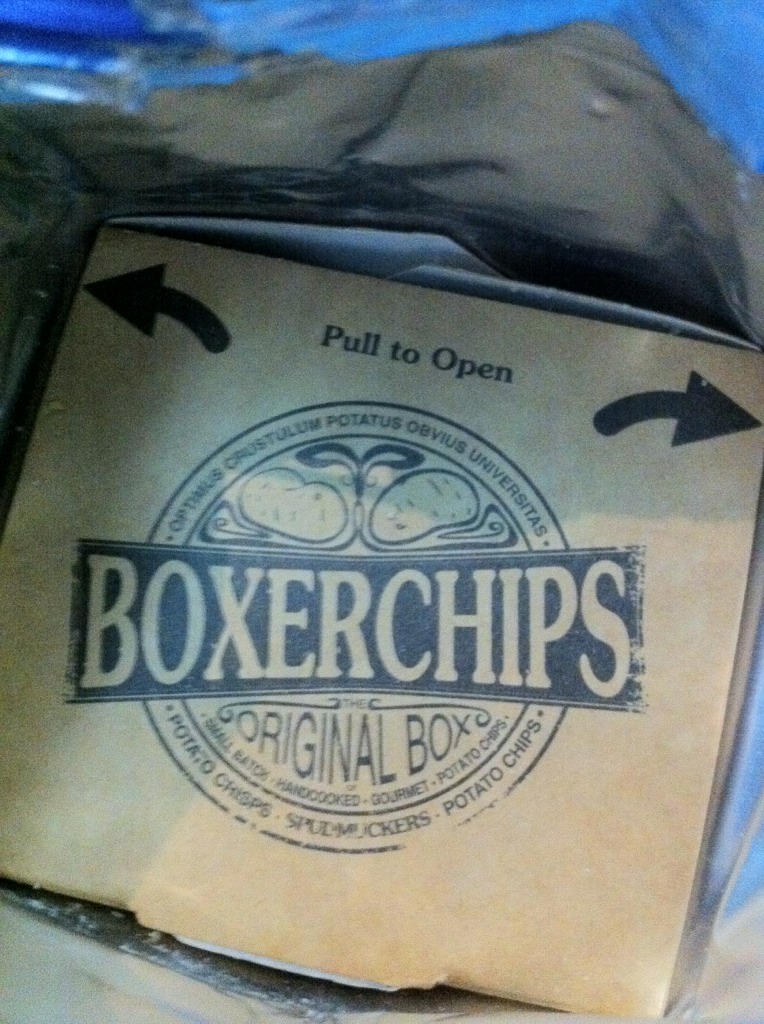 Pull to Open
• OPTIMUS CRUSTULUM POTATUS OBVIUS UNIVERSITAS •
BOXERCHIPS
THE
ORIGINAL BOX
• SMALL BATCH • HANDCOOKED • GOURMET • POTATO CHIPS •
• POTATO CRISPS • SPUDMUCKERS • POTATO CHIPS •